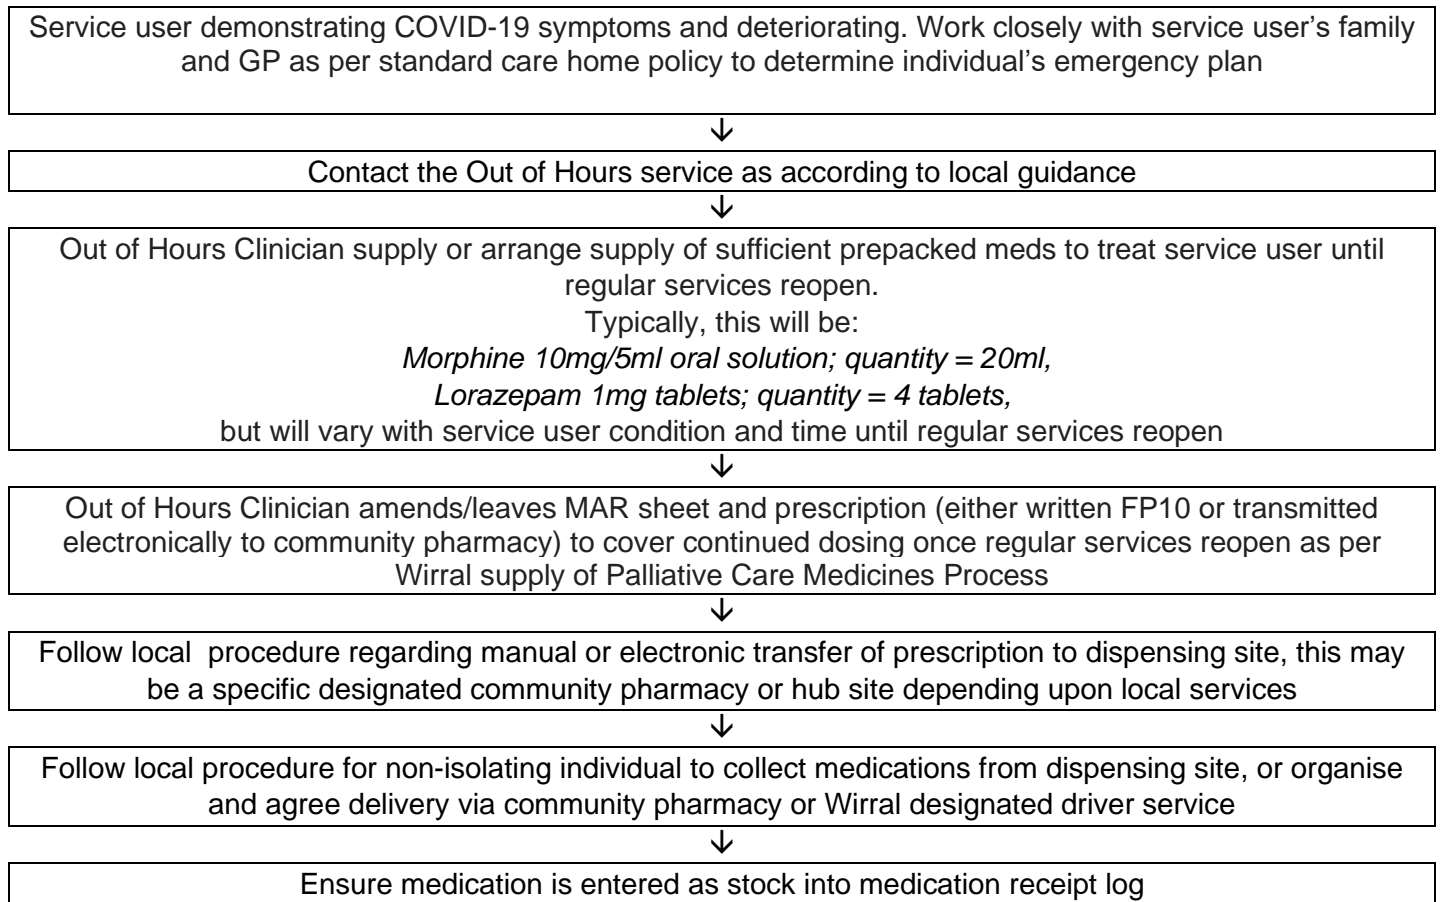 Service user demonstrating COVID-19 symptoms and deteriorating. Work closely with service user's family
and GP as per standard care home policy to determine individual's emergency plan
↓
Contact the Out of Hours service as according to local guidance
↓
Out of Hours Clinician supply or arrange supply of sufficient prepacked meds to treat service user until
regular services reopen.
Typically, this will be:
Morphine 10mg/5ml oral solution; quantity = 20ml,
Lorazepam 1mg tablets; quantity = 4 tablets,
but will vary with service user condition and time until regular services reopen
↓
Out of Hours Clinician amends/leaves MAR sheet and prescription (either written FP10 or transmitted
electronically to community pharmacy) to cover continued dosing once regular services reopen as per
Wirral supply of Palliative Care Medicines Process
↓
Follow local procedure regarding manual or electronic transfer of prescription to dispensing site, this may
be a specific designated community pharmacy or hub site depending upon local services
↓
Follow local procedure for non-isolating individual to collect medications from dispensing site, or organise
and agree delivery via community pharmacy or Wirral designated driver service
↓
Ensure medication is entered as stock into medication receipt log